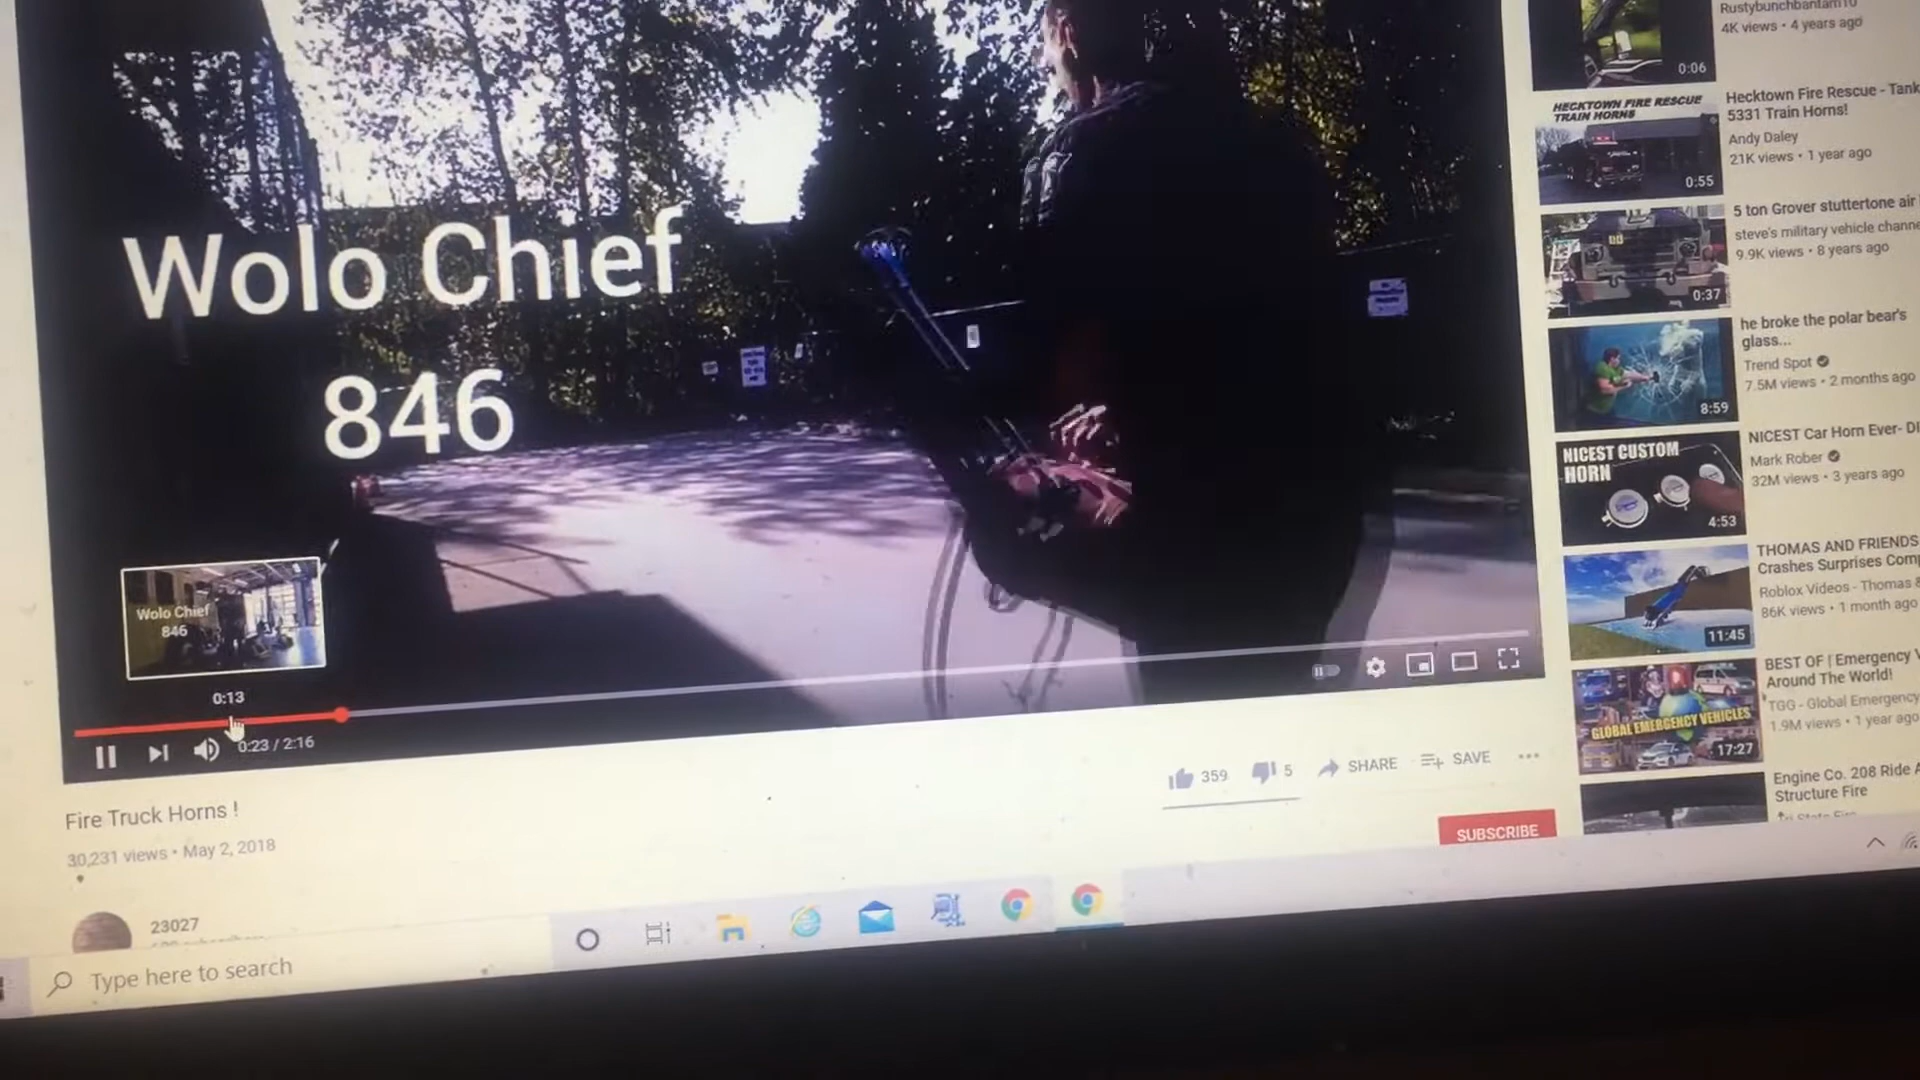 Wolo Chief
846
Wolo Chief
846
0:13
0:23 / 2:16
Fire Truck Horns !
30,231 views • May 2, 2018
359
5
SHARE
SAVE
SUBSCRIBE
23027
Type here to search
Rustybunchbantam10
4K views • 4 years ago
0:06
HECKTOWN FIRE RESCUE
TRAIN HORNS
0:55
Hecktown Fire Rescue - Tank
5331 Train Horns!
Andy Daley
21K views • 1 year ago
0:37
5 ton Grover stuttertone air
steve's military vehicle channe
9.9K views • 8 years ago
8:59
he broke the polar bear's
glass...
Trend Spot
7.5M views • 2 months ago
NICEST CUSTOM
HORN
4:53
NICEST Car Horn Ever- DI
Mark Rober
32M views • 3 years ago
11:45
THOMAS AND FRIENDS
Crashes Surprises Comp
Roblox Videos - Thomas &
86K views • 1 month ago
GLOBAL EMERGENCY VEHICLES
17:27
BEST OF | Emergency V
Around The World!
TGG - Global Emergency
1.9M views • 1 year ago
Engine Co. 208 Ride A
Structure Fire